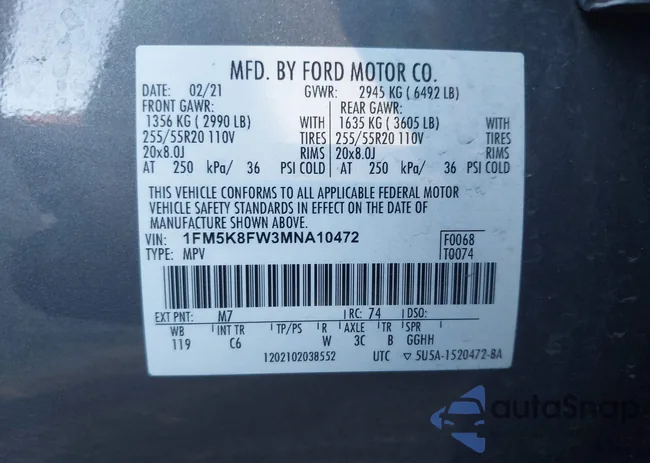 MFD. BY FORD MOTOR CO.
DATE: 02/21 GVWR: 2945 KG ( 6492 LB)
FRONT GAWR: REAR GAWR:
1356 KG ( 2990 LB) WITH 1635 KG ( 3605 LB) WITH
255/55R20 110V TIRES 255/55R20 110V TIRES
20x8.0J RIMS 20x8.0J RIMS
AT 250 kPa/ 36 PSI COLD AT 250 kPa/ 36 PSI COLD
THIS VEHICLE CONFORMS TO ALL APPLICABLE FEDERAL MOTOR
VEHICLE SAFETY STANDARDS IN EFFECT ON THE DATE OF
MANUFACTURE SHOWN ABOVE.
VIN: 1FM5K8FW3MNA10472 F0068
TYPE: MPV T0074
EXT PNT: M7 RC: 74 DSO:
WB INT TR TP/PS R AXLE TR SPR
119 C6 W 3C B GGHH
1202102038552 UTC 5U5A-1520472-BA
autoSnap